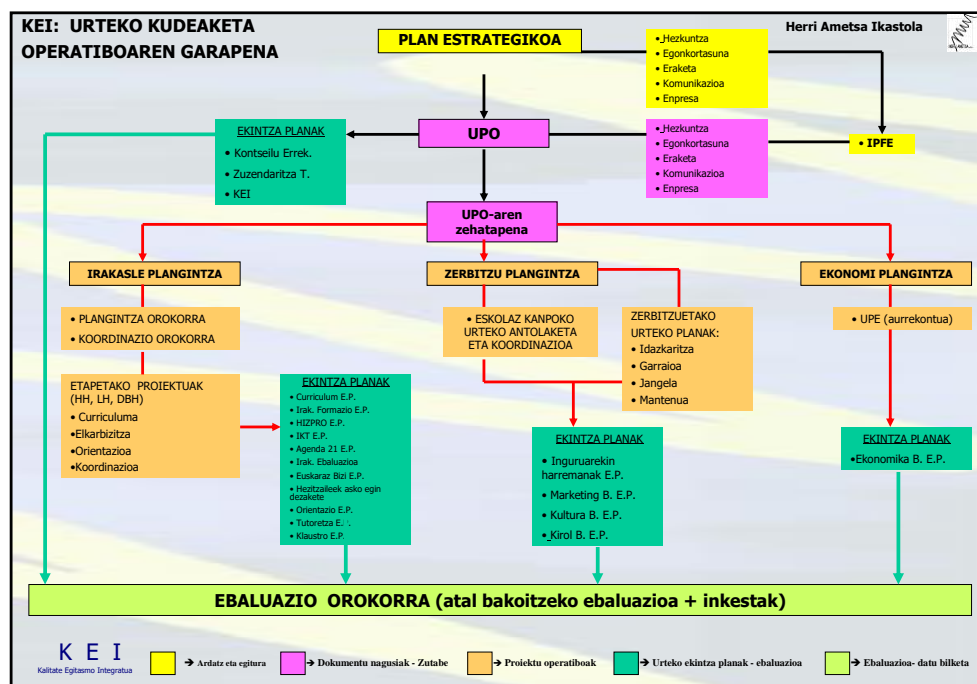 KEI: URTEKO KUDEAKETA
OPERATIBOAREN GARAPENA
Herri Ametsa Ikastola
PLAN ESTRATEGIKOA
• Hezkuntza
• Egonkortasuna
• Eraketa
• Komunikazioa
• Enpresa
EKINTZA PLANAK
• Kontseilu Errek.
• Zuzendaritza T.
• KEI
UPO
• Hezkuntza
• Egonkortasuna
• Eraketa
• Komunikazioa
• Enpresa
• IPFE
UPO-aren
zehatapena
IRAKASLE PLANGINTZA
ZERBITZU PLANGINTZA
EKONOMI PLANGINTZA
• PLANGINTZA OROKORRA
• KOORDINAZIO OROKORRA
• ESKOLAZ KANPOKO
URTEKO ANTOLAKETA
ETA KOORDINAZIOA
ZERBITZUETAKO
URTEKO PLANAK:
• Idazkaritza
• Garraioa
• Jangela
• Mantenua
• UPE (aurrekontua)
ETAPETAKO PROIEKTUAK
(HH, LH, DBH)
• Curriculuma
•Elkarbizitza
•Orientazioa
•Koordinazioa
EKINTZA PLANAK
• Curriculum E.P.
• Irak. Formazio E.P.
• HIZPRO E.P.
• IKT E.P.
• Agenda 21 E.P.
• Irak. Ebaluazioa
• Euskaraz Bizi E.P.
• Hezitzaileek asko egin
dezakete
• Orientazio E.P.
• Tutoretza E.
• Klaustro E.P.
EKINTZA PLANAK
• Inguruarekin
harremanak E.P.
• Marketing B. E.P.
• Kultura B. E.P.
• Kirol B. E.P.
EKINTZA PLANAK
•Ekonomika B. E.P.
EBALUAZIO OROKORRA (atal bakoitzeko ebaluazioa + inkestak)
K E I
Kalitate Egitasmo Integratua
→ Ardatz eta egitura
→ Dokumentu nagusiak - Zutabe
→ Proiektu operatiboak
→ Urteko ekintza planak - ebaluazioa
→ Ebaluazioa- datu bilketa